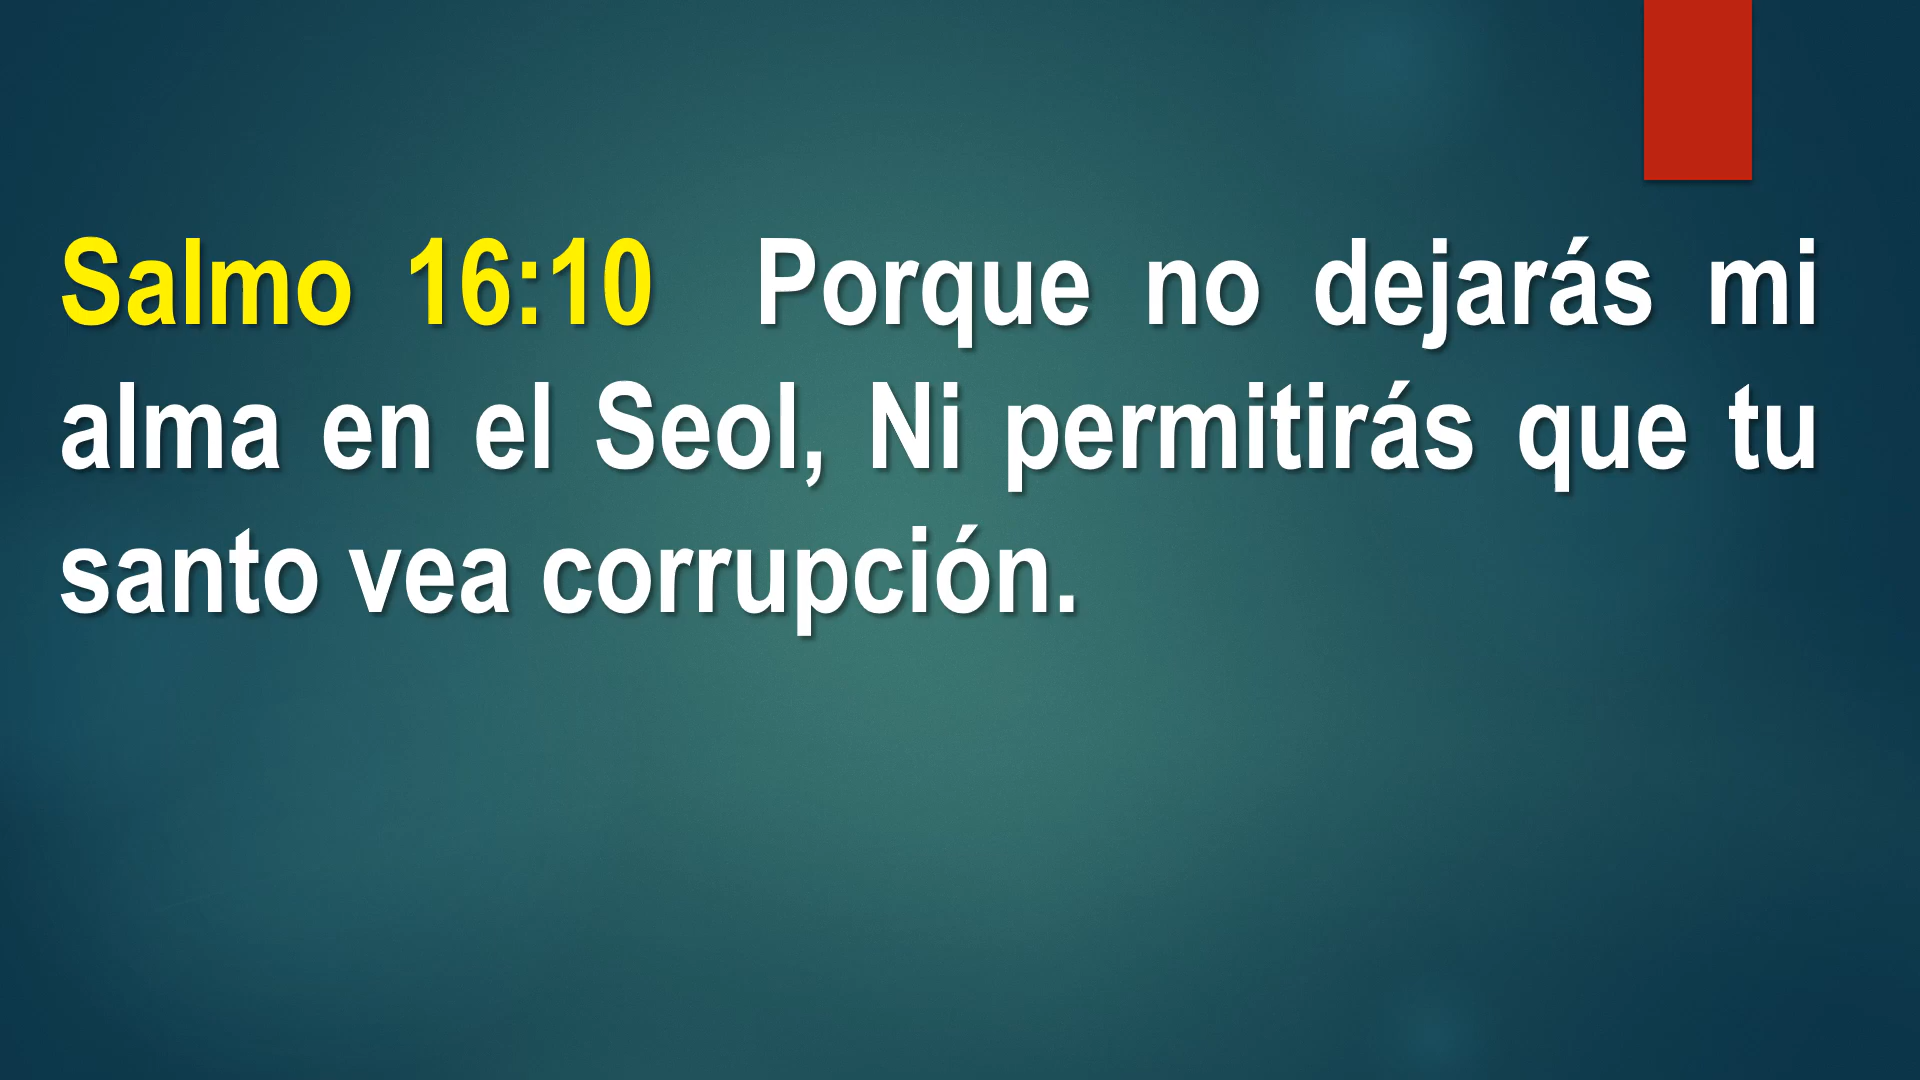 Salmo 16:10 Porque no dejarás mi
alma en el Seol, Ni permitirás que tu
santo vea corrupción.